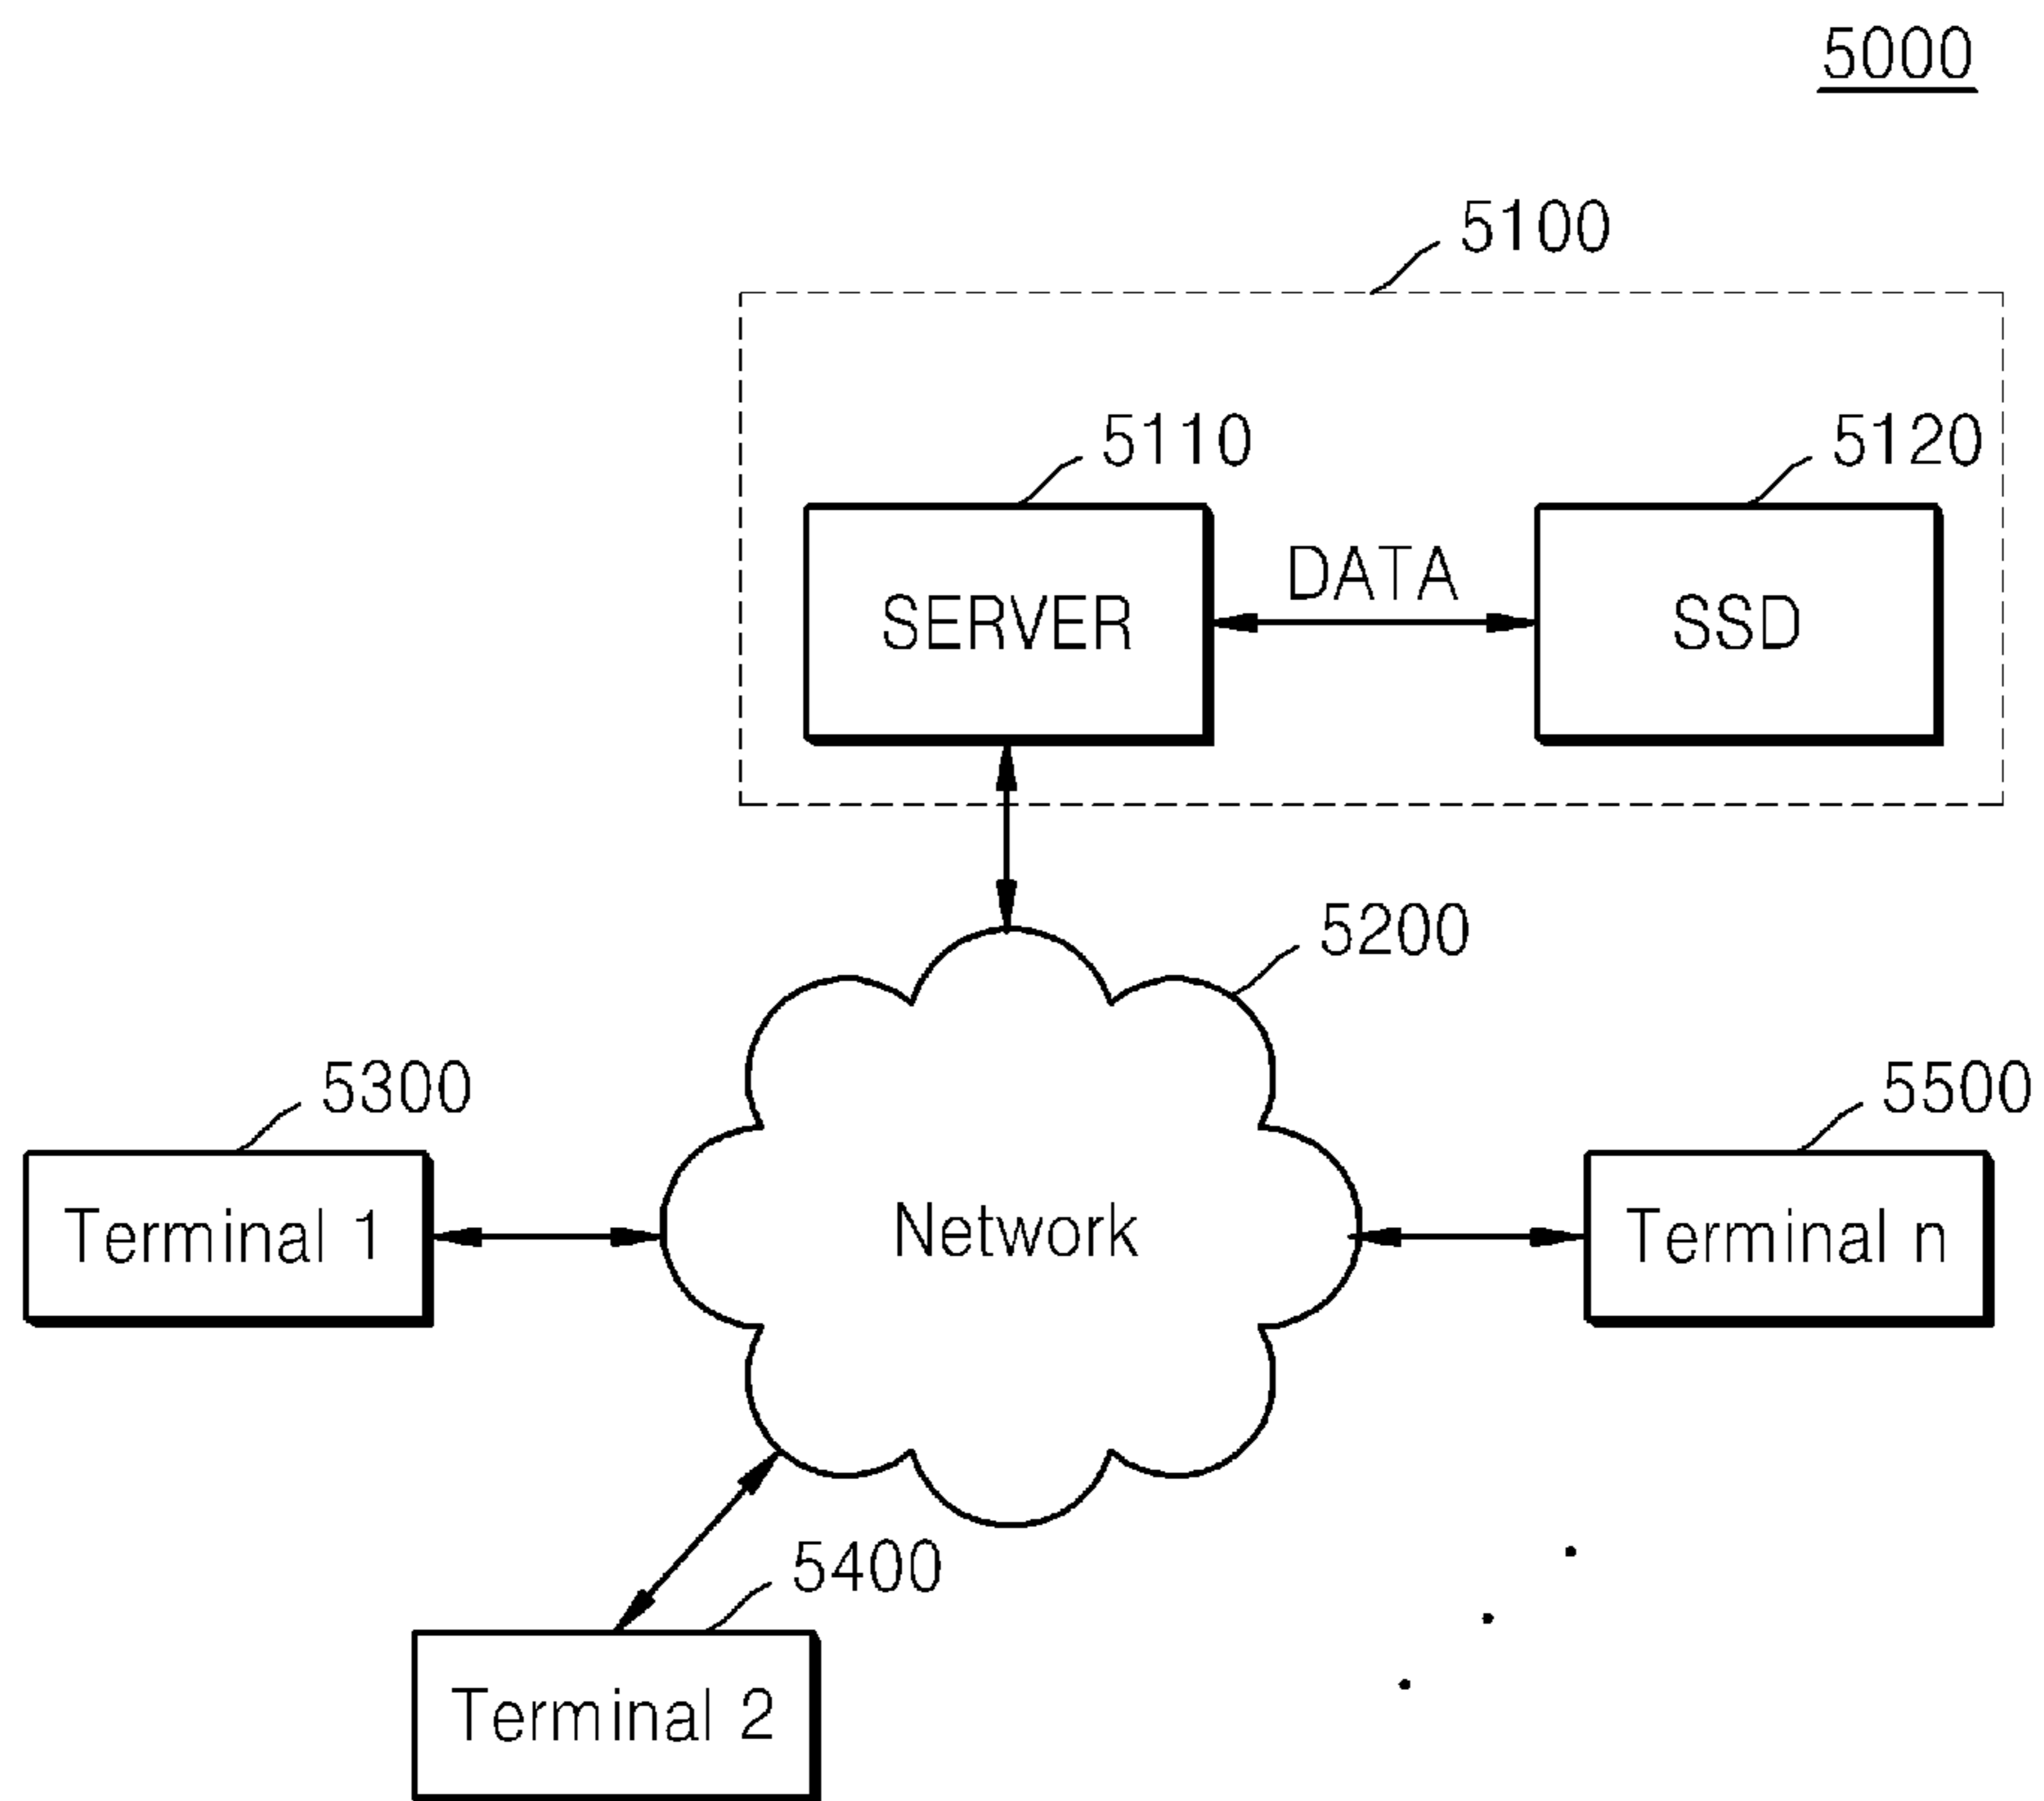 5000
5100
5110
5120
SERVER
DATA
SSD
5200
5300
5500
Terminal 1
Network
Terminal n
5400
Terminal 2